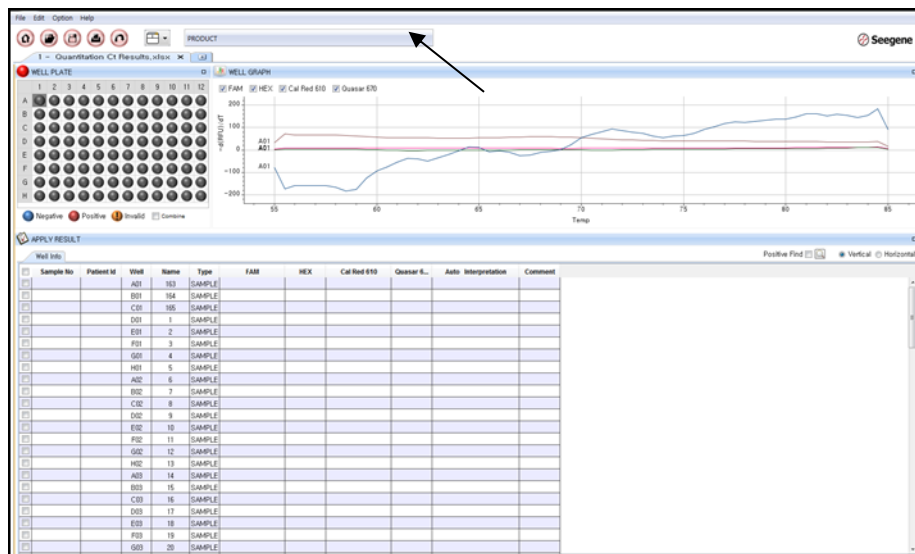 File Edit Option Help
PRODUCT
Seegene
1 - Quantitation Ct Results.xlsx
WELL PLATE
WELL GRAPH
1 2 3 4 5 6 7 8 9 10 11 12
FAM HEX Cal Red 610 Quasar 670
A
B
C
D
E
F
G
H
-d(RFU)/dT
200
100
0
-100
-200
A01
A01
A01
55 60 65 70 75 80 85
Temp
Negative Positive Invalid Combine
APPLY RESULT
Well Info
Positive Find Vertical Horizontal
Sample No Patient Id Well Name Type FAM HEX Cal Red 610 Quasar 6... Auto Interpretation Comment
A01 163 SAMPLE
B01 164 SAMPLE
C01 165 SAMPLE
D01 1 SAMPLE
E01 2 SAMPLE
F01 3 SAMPLE
G01 4 SAMPLE
H01 5 SAMPLE
A02 6 SAMPLE
B02 7 SAMPLE
C02 8 SAMPLE
D02 9 SAMPLE
E02 10 SAMPLE
F02 11 SAMPLE
G02 12 SAMPLE
H02 13 SAMPLE
A03 14 SAMPLE
B03 15 SAMPLE
C03 16 SAMPLE
D03 17 SAMPLE
E03 18 SAMPLE
F03 19 SAMPLE
G03 20 SAMPLE